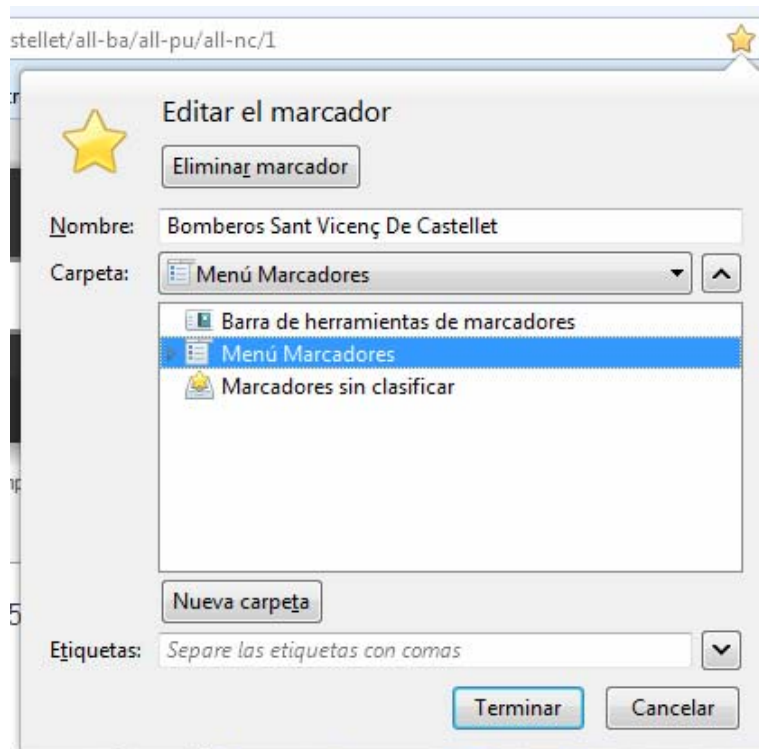 stellet/all-ba/all-pu/all-nc/1
Editar el marcador
Eliminar marcador
Nombre: Bomberos Sant Vicenç De Castellet
Carpeta: Menú Marcadores
Barra de herramientas de marcadores
Menú Marcadores
Marcadores sin clasificar
Nueva carpeta
5
Etiquetas: Separe las etiquetas con comas
Terminar Cancelar